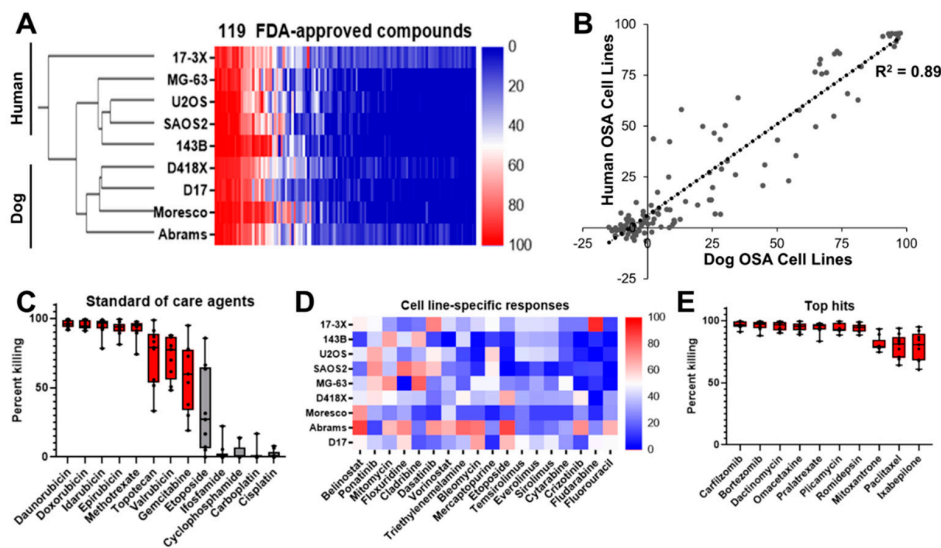 A
119 FDA-approved compounds
Human
Dog
17-3X
MG-63
U2OS
SAOS2
143B
D418X
D17
Moresco
Abrams
0
20
40
60
80
100
B
100
75
50
25
0
-25
-25
0
25
50
75
100
Human OSA Cell Lines
Dog OSA Cell Lines
R² = 0.89
C
Standard of care agents
Percent killing
100
50
0
Daunorubicin
Doxorubicin
Idarubicin
Epirubicin
Methotrexate
Topotecan
Valrubicin
Gemcitabine
Etoposide
Ifosfamide
Cyclophosphamide
Carboplatin
Cisplatin
D
Cell line-specific responses
17-3X
143B
U2OS
SAOS2
MG-63
D418X
Moresco
Abrams
D17
100
80
60
40
20
0
Belinostat
Ponatinib
Mitomycin
Floxuridine
Cladribine
Dasatinib
Vorinostat
Triethylenemelamine
Bleomycin
Mercaptopurine
Etoposide
Temsirolimus
Everolimus
Sirolimus
Cytarabine
Crizotinib
Fludarabine
Fluorouracil
E
Top hits
Percent killing
100
50
0
Carfilzomib
Bortezomib
Dactinomycin
Omacetaxine
Pralatrexate
Plicamycin
Romidepsin
Mitoxantrone
Paclitaxel
Ixabepilone